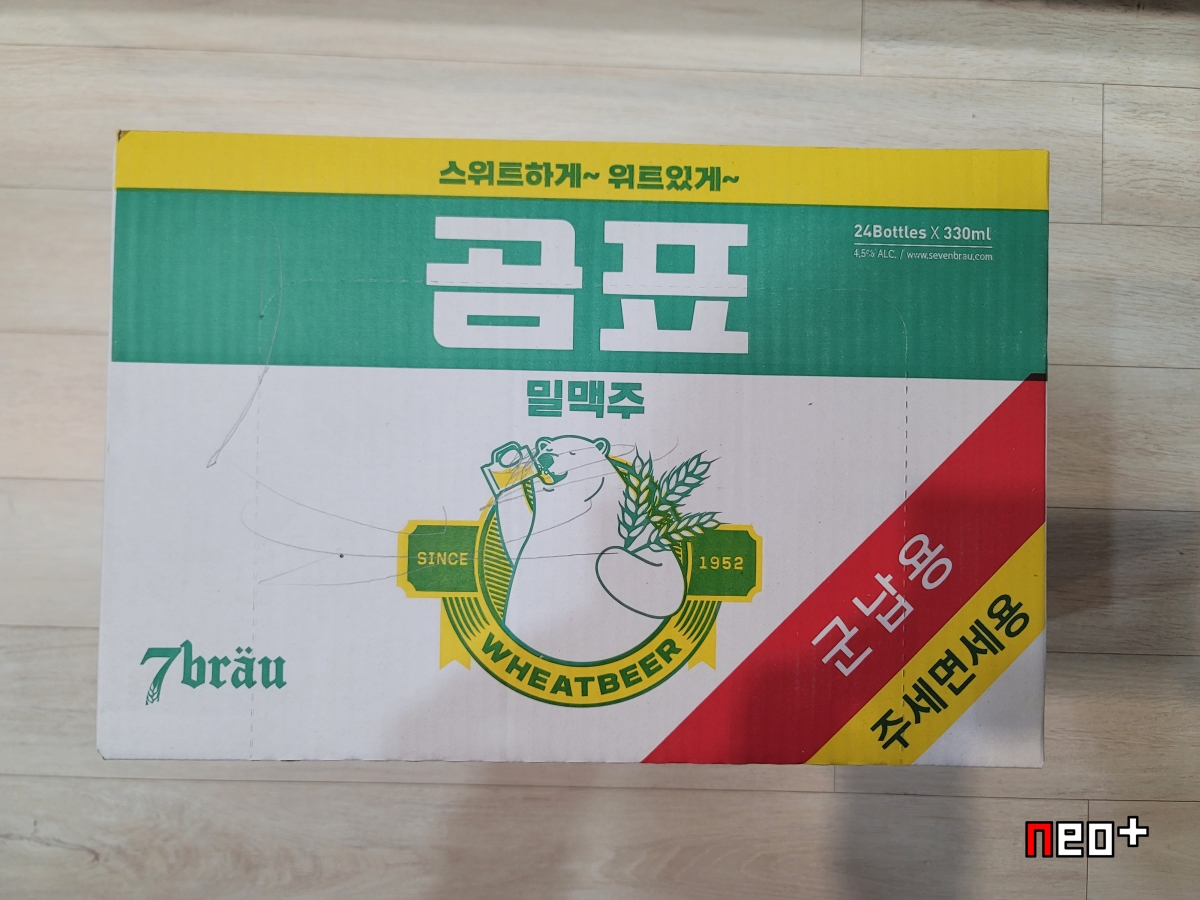 스위트하게~ 위트있게~
곰표
24Bottles X 330ml
4,5% ALC. / www.sevenbrau.com
밀맥주
SINCE
1952
WHEATBEER
7bräu
군납용
주세면세용
neo+